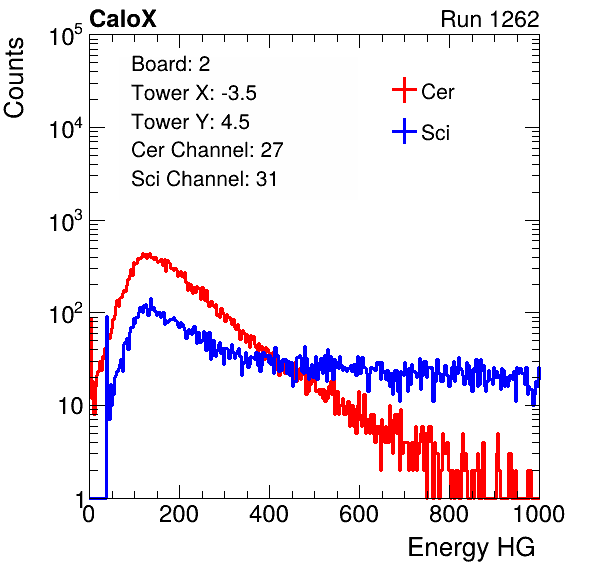 CaloX Run 1262
Counts
Board: 2
Tower X: -3.5
Tower Y: 4.5
Cer Channel: 27
Sci Channel: 31
Cer
Sci
10^5
10^4
10^3
10^2
10
1
0 200 400 600 800 1000
Energy HG